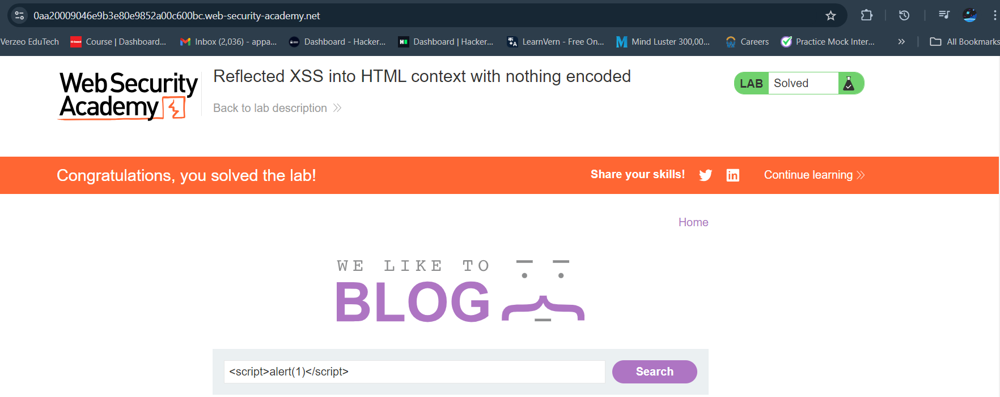 0aa20009046e9b3e80e9852a00c600bc.web-security-academy.net
Verzeo EduTech Course | Dashboard... Inbox (2,036) - appa... Dashboard - Hacker... Dashboard | Hacker... LearnVern - Free On... Mind Luster 300,00... Careers Practice Mock Inter... » All Bookmarks
Web Security
Academy
Reflected XSS into HTML context with nothing encoded
Back to lab description
LAB Solved
Congratulations, you solved the lab!
Share your skills!
Continue learning
Home
WE LIKE TO
BLOG
<script>alert(1)</script>
Search